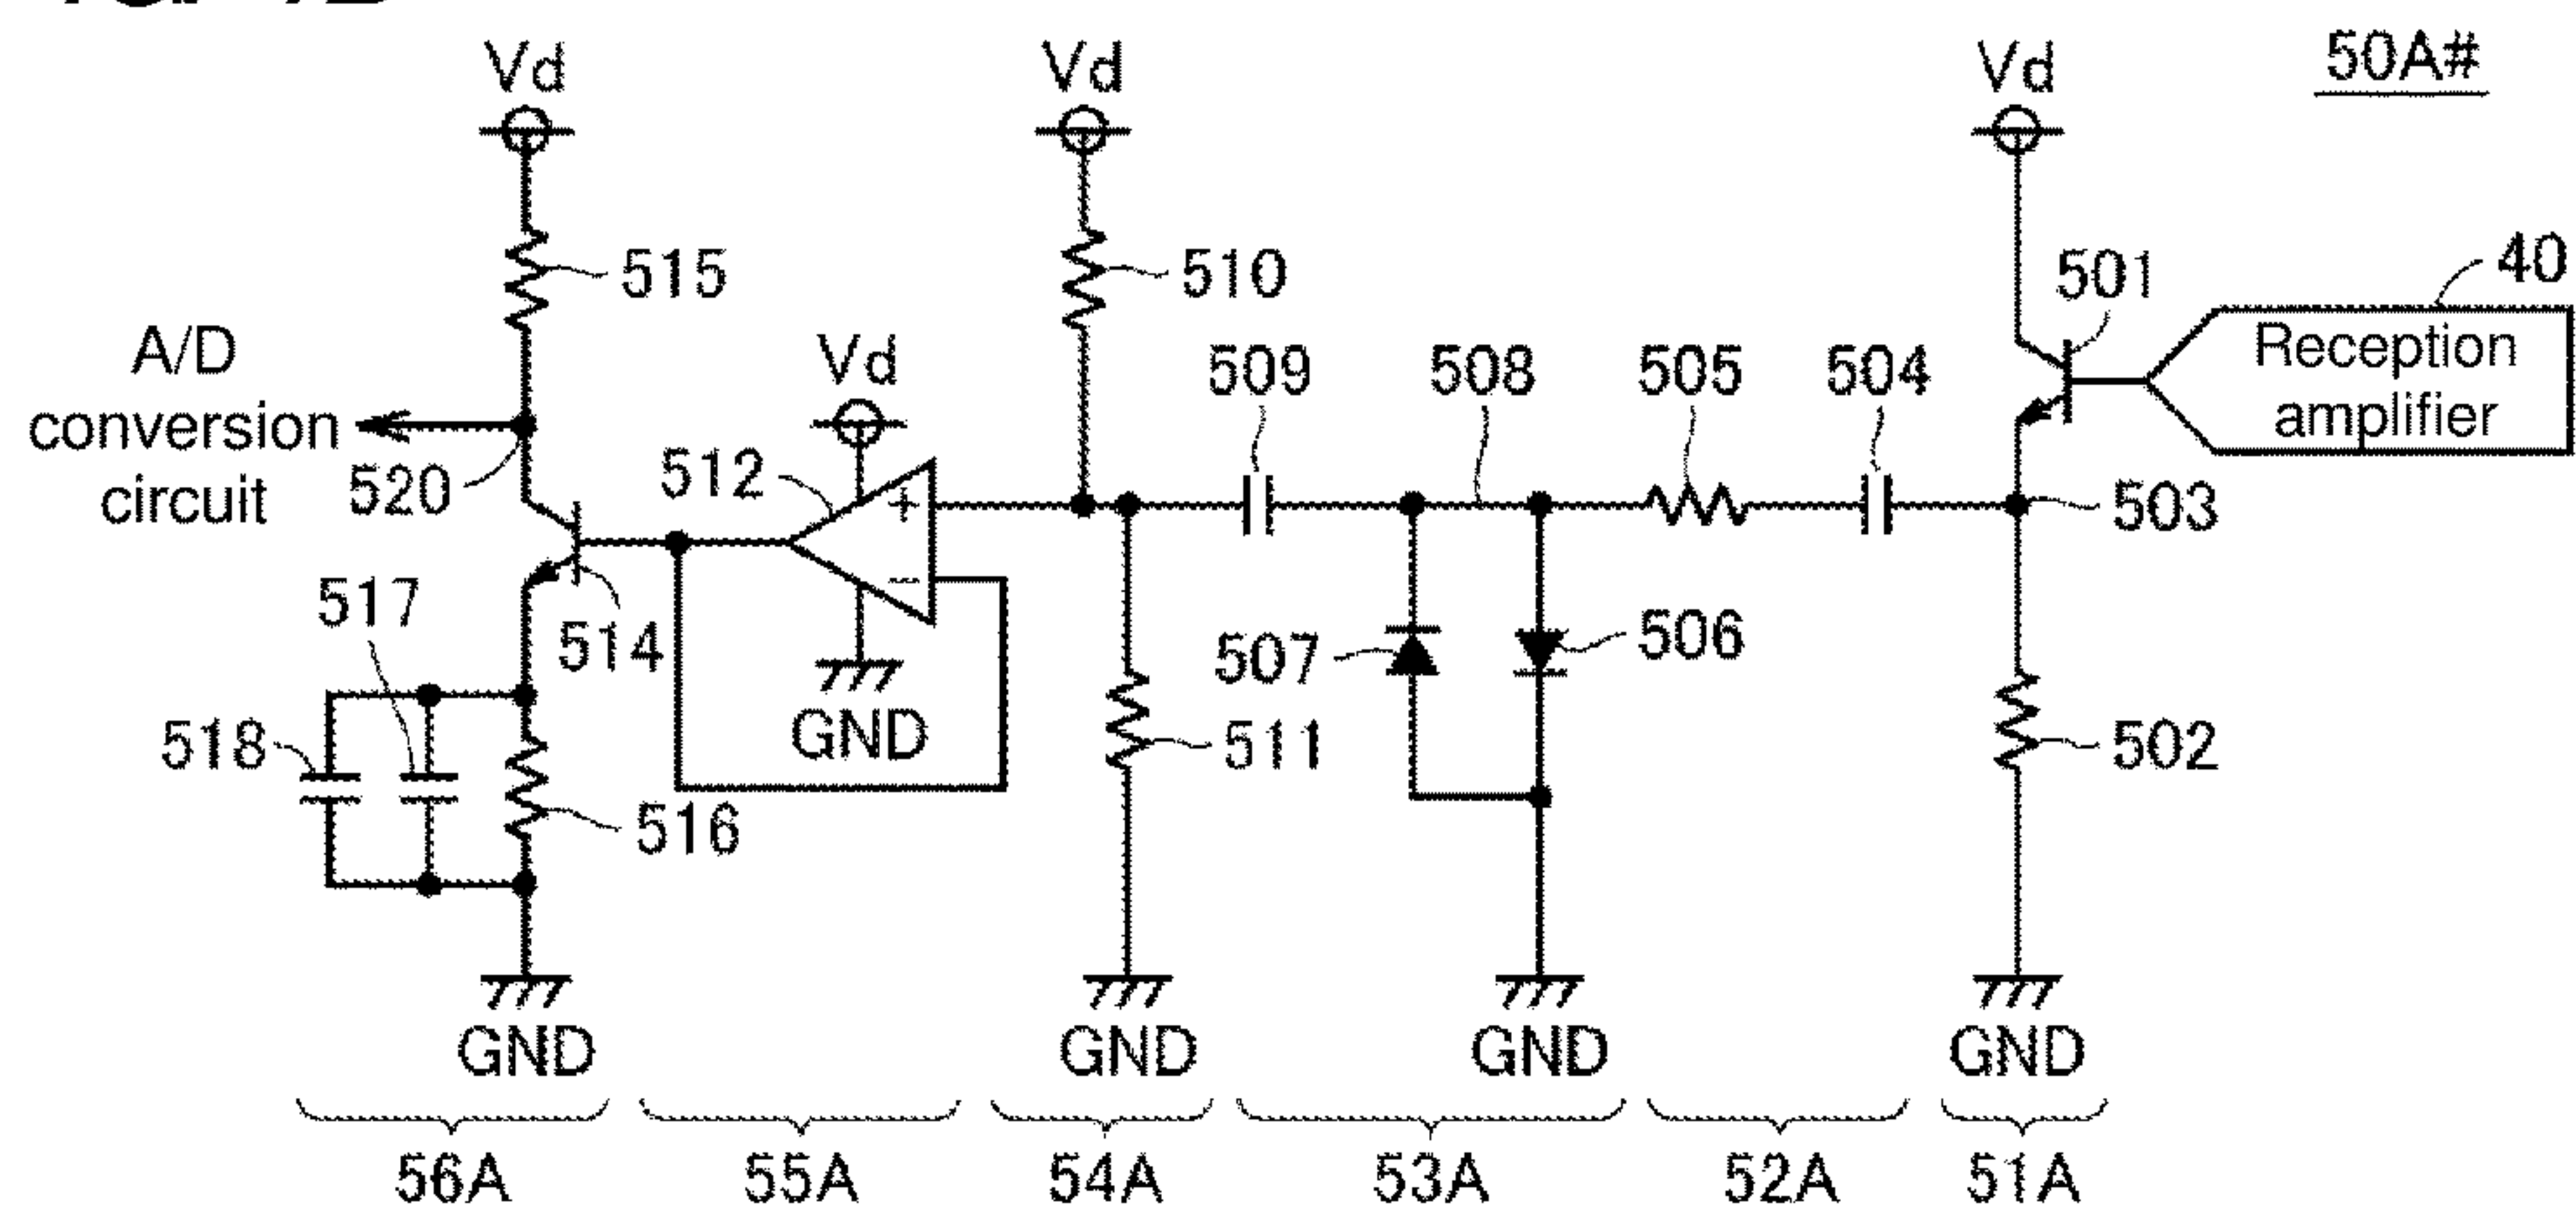 Vd
Vd
Vd
50A#
515
510
501
40
Reception
amplifier
A/D
conversion
circuit
520
Vd
512
509
508
505
504
503
+
−
517
514
507
506
518
GND
511
502
516
GND
GND
GND
GND
56A
55A
54A
53A
52A
51A